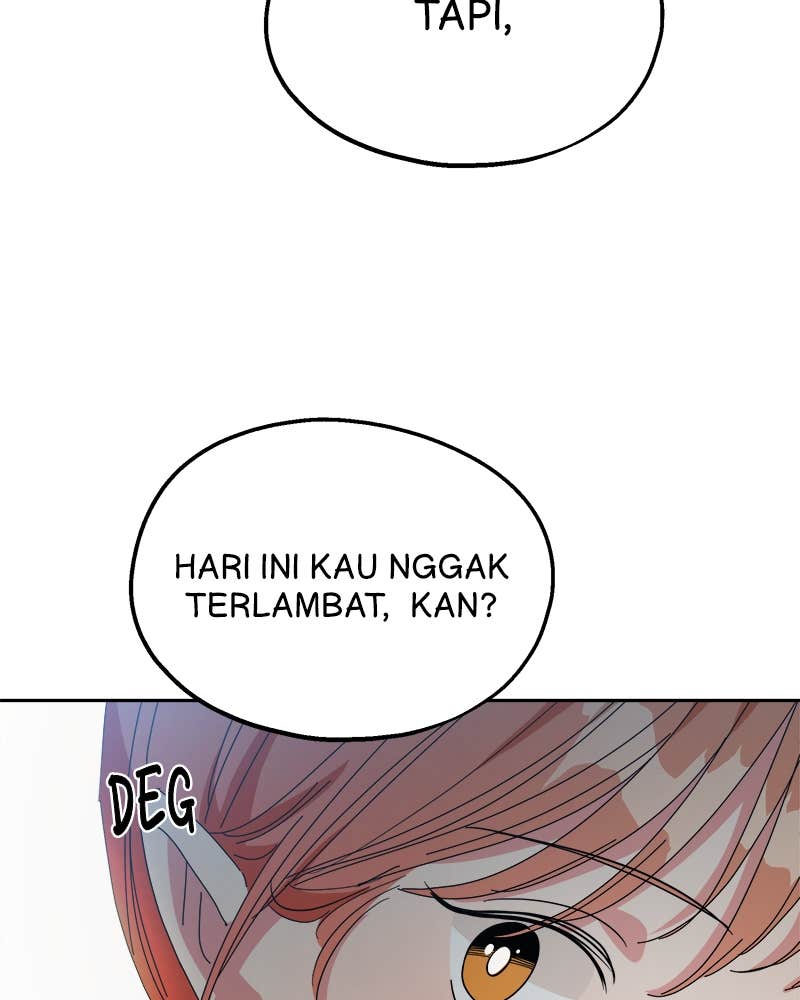 TAPI,
HARI INI KAU NGGAK
TERLAMBAT, KAN?
DEG